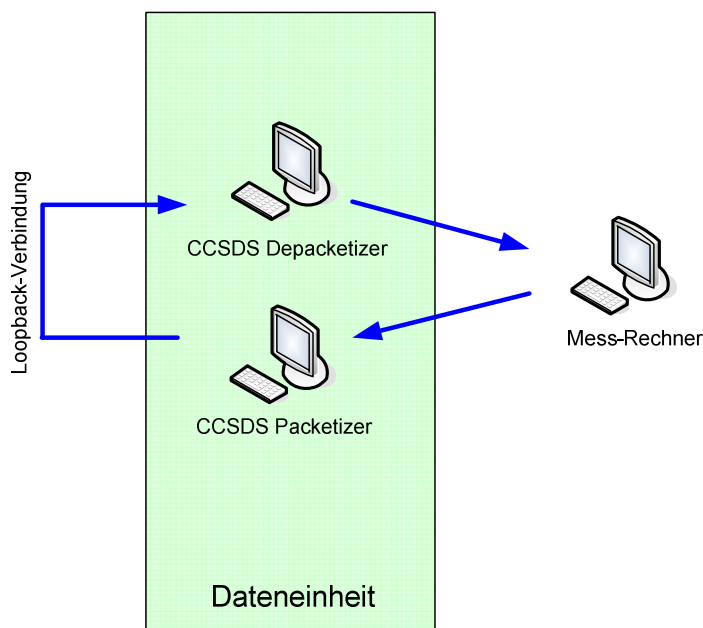 Loopback-Verbindung
CCSDS Depacketizer
Mess-Rechner
CCSDS Packetizer
Dateneinheit